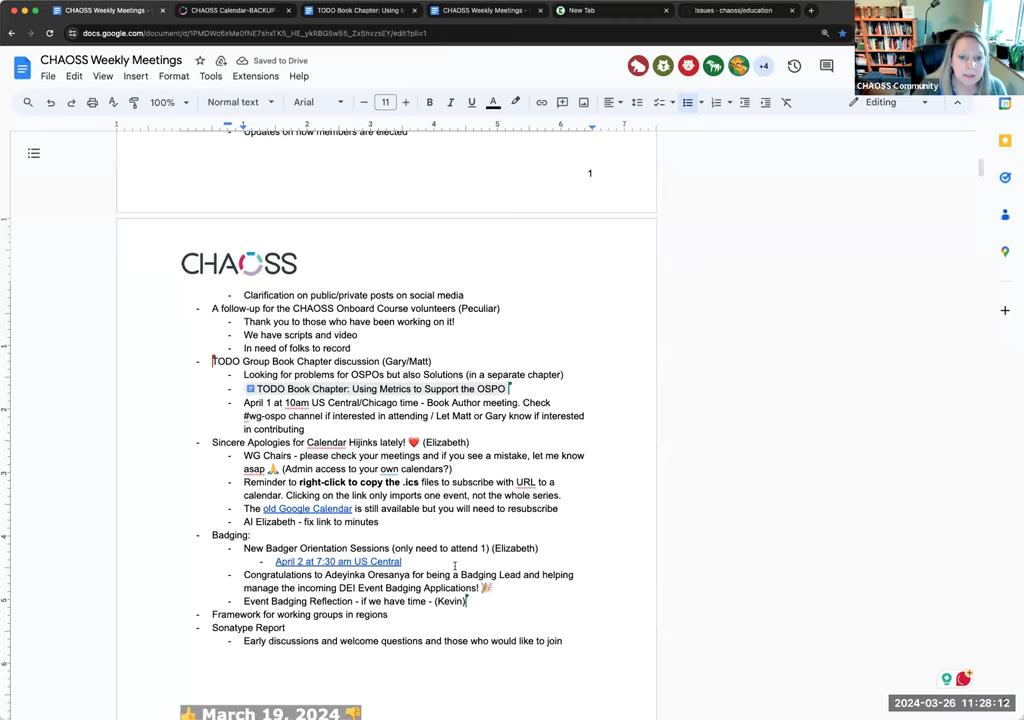 CHAOSS Weekly Meetings -
CHAOSS Calendar-BACKUP
TODO Book Chapter: Using M
CHAOSS Weekly Meetings -
New Tab
Issues · chaoss/education
docs.google.com/document/d/1PMDWc6xMe0fNE7shxTK5_HE_ykRBG5w55_Zx5hvzsEY/edit?pli=1
CHAOSS Weekly Meetings
Saved to Drive
File Edit View Insert Format Tools Extensions Help
+4
CHAOSS Community
100% Normal text Arial 11 Editing
1 1 2 3 4 5 6 7
- Updates on how members are elected
1
CHAOSS
- Clarification on public/private posts on social media
- A follow-up for the CHAOSS Onboard Course volunteers (Peculiar)
- Thank you to those who have been working on it!
- We have scripts and video
- In need of folks to record
- TODO Group Book Chapter discussion (Gary/Matt)
- Looking for problems for OSPOs but also Solutions (in a separate chapter)
- TODO Book Chapter: Using Metrics to Support the OSPO
- April 1 at 10am US Central/Chicago time - Book Author meeting. Check
#wg-ospo channel if interested in attending / Let Matt or Gary know if interested
in contributing
- Sincere Apologies for Calendar Hijinks lately! ❤️ (Elizabeth)
- WG Chairs - please check your meetings and if you see a mistake, let me know
asap 🙏 (Admin access to your own calendars?)
- Reminder to right-click to copy the .ics files to subscribe with URL to a
calendar. Clicking on the link only imports one event, not the whole series.
- The old Google Calendar is still available but you will need to resubscribe
- AI Elizabeth - fix link to minutes
- Badging:
- New Badger Orientation Sessions (only need to attend 1) (Elizabeth)
- April 2 at 7:30 am US Central
- Congratulations to Adeyinka Oresanya for being a Badging Lead and helping
manage the incoming DEI Event Badging Applications! 🎉
- Event Badging Reflection - if we have time - (Kevin)
- Framework for working groups in regions
- Sonatype Report
- Early discussions and welcome questions and those who would like to join
👍 March 19, 2024 👎
2024-03-26 11:28:12